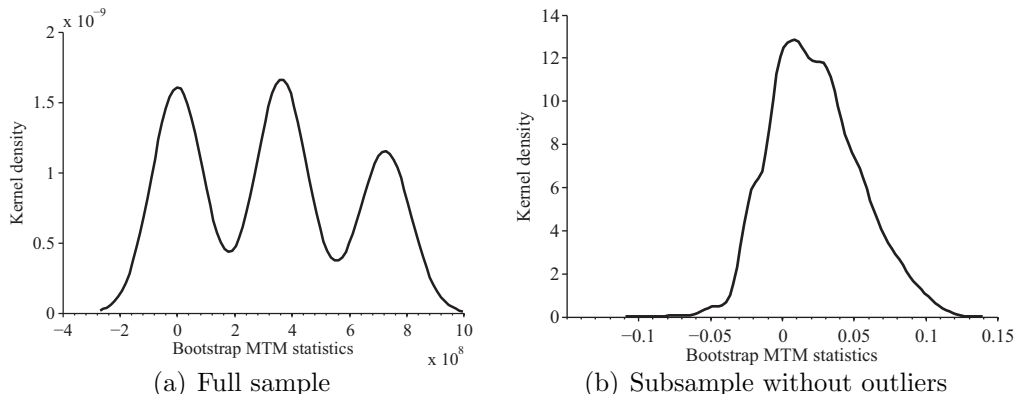 x 10⁻⁹
2
1.5
1
0.5
0
Kernel density
−4 −2 0 2 4 6 8 10
Bootstrap MTM statistics
x 10⁸
(a) Full sample
14
12
10
8
6
4
2
0
Kernel density
−0.1 −0.05 0 0.05 0.1 0.15
Bootstrap MTM statistics
(b) Subsample without outliers